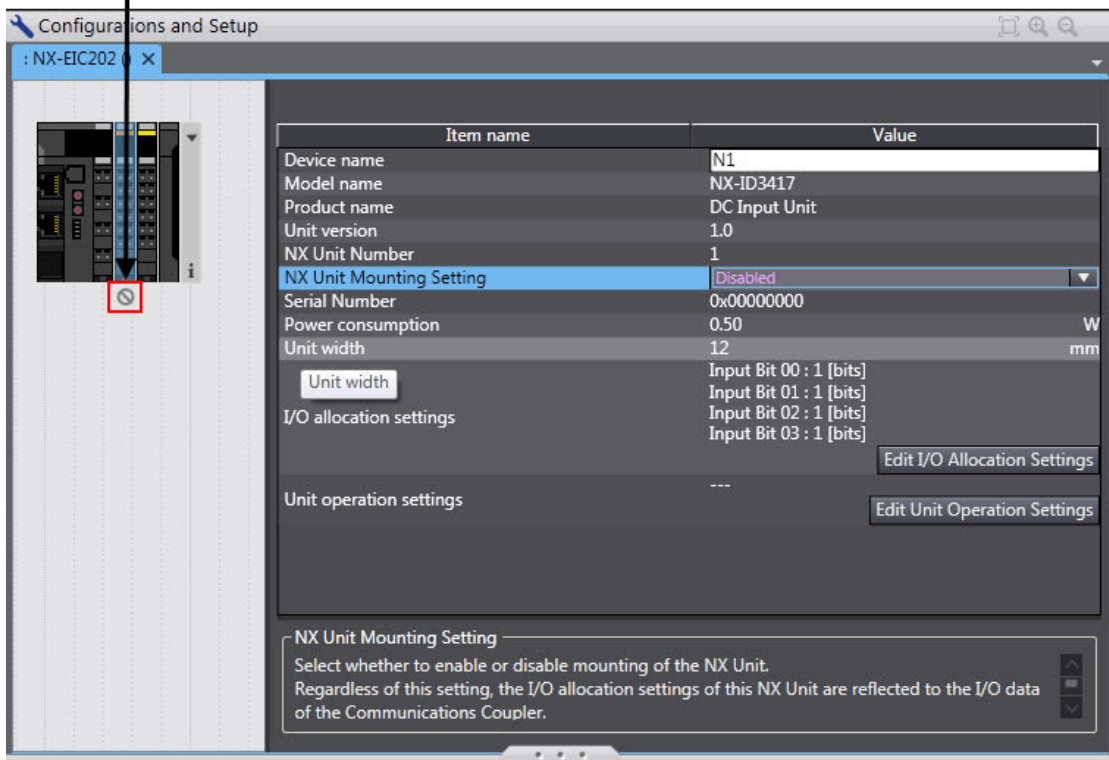 Configurations and Setup
: NX-EIC202 ()
Item name Value
Device name N1
Model name NX-ID3417
Product name DC Input Unit
Unit version 1.0
NX Unit Number 1
NX Unit Mounting Setting Disabled
Serial Number 0x00000000
Power consumption 0.50 W
Unit width 12 mm
Unit width
I/O allocation settings
Input Bit 00 : 1 [bits]
Input Bit 01 : 1 [bits]
Input Bit 02 : 1 [bits]
Input Bit 03 : 1 [bits]
Edit I/O Allocation Settings
Unit operation settings ---
Edit Unit Operation Settings
i
NX Unit Mounting Setting
Select whether to enable or disable mounting of the NX Unit.
Regardless of this setting, the I/O allocation settings of this NX Unit are reflected to the I/O data
of the Communications Coupler.